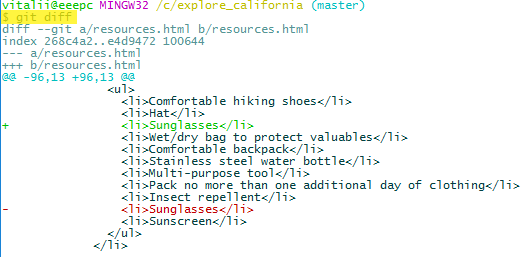 vitalii@eeepc MINGW32 /c/explore_california (master)
$ git diff
diff --git a/resources.html b/resources.html
index 268c4a2..e4d9472 100644
--- a/resources.html
+++ b/resources.html
@@ -96,13 +96,13 @@
              <ul>
                <li>Comfortable hiking shoes</li>
                <li>Hat</li>
+               <li>Sunglasses</li>
                <li>Wet/dry bag to protect valuables</li>
                <li>Comfortable backpack</li>
                <li>Stainless steel water bottle</li>
                <li>Multi-purpose tool</li>
                <li>Pack no more than one additional day of clothing</li>
                <li>Insect repellent</li>
-               <li>Sunglasses</li>
                <li>Sunscreen</li>
              </ul>
            </li>